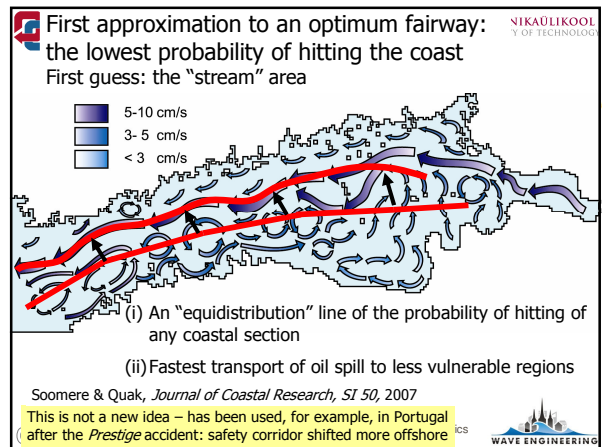 First approximation to an optimum fairway:
NIKAÜLIKOOL
Y OF TECHNOLOGY
the lowest probability of hitting the coast
First guess: the “stream” area
5-10 cm/s
3- 5 cm/s
< 3 cm/s
(i) An “equidistribution” line of the probability of hitting of
any coastal section
(ii) Fastest transport of oil spill to less vulnerable regions
Soomere & Quak, Journal of Coastal Research, SI 50, 2007
This is not a new idea – has been used, for example, in Portugal
after the Prestige accident: safety corridor shifted more offshore
ics
WAVE ENGINEERING